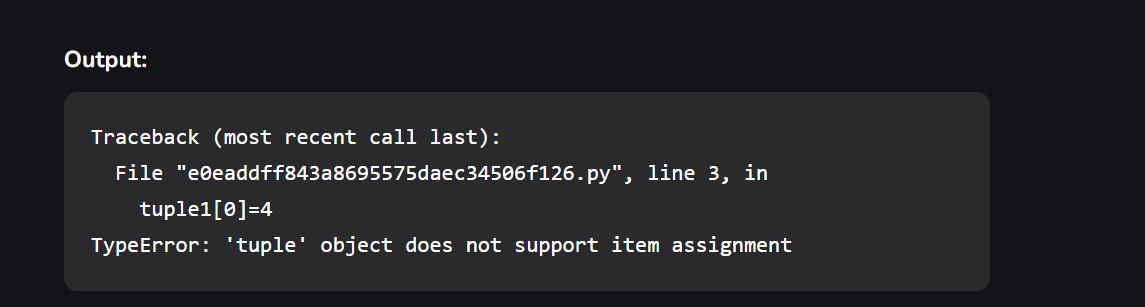 Output:
Traceback (most recent call last):
  File "e0eaddff843a8695575daec34506f126.py", line 3, in
    tuple1[0]=4
TypeError: 'tuple' object does not support item assignment